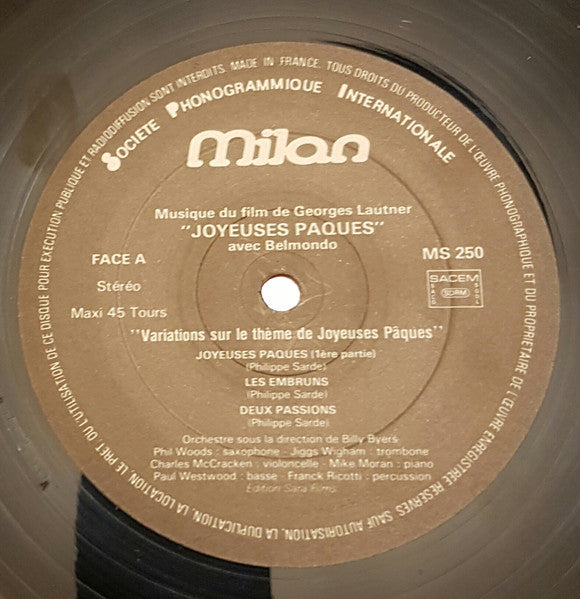 TOUS DROITS DU PRODUCTEUR DE L'ŒUVRE PHONOGRAPHIQUE ET DU PROPRIETAIRE DE L'ŒUVRE ENREGISTREE RESERVES. SAUF AUTORISATION, LA DUPLICATION, LA LOCATION, LE PRET OU L'UTILISATION DE CE DISQUE POUR EXECUTION PUBLIQUE ET RADIODIFFUSION SONT INTERDITS. MADE IN FRANCE.
SOCIETE PHONOGRAMMIQUE INTERNATIONALE
milan
Musique du film de Georges Lautner
"JOYEUSES PAQUES"
avec Belmondo
FACE A
MS 250
Stéréo
SACEM
SDRM
Maxi 45 Tours
"Variations sur le thème de Joyeuses Pâques"
JOYEUSES PAQUES (1ère partie)
(Philippe Sarde)
LES EMBRUNS
(Philippe Sarde)
DEUX PASSIONS
(Philippe Sarde)
Orchestre sous la direction de Billy Byers
Phil Woods : saxophone - Jiggs Wigham : trombone
Charles McCracken : violoncelle - Mike Moran : piano
Paul Westwood : basse - Franck Ricotti : percussion
Edition Sara Films